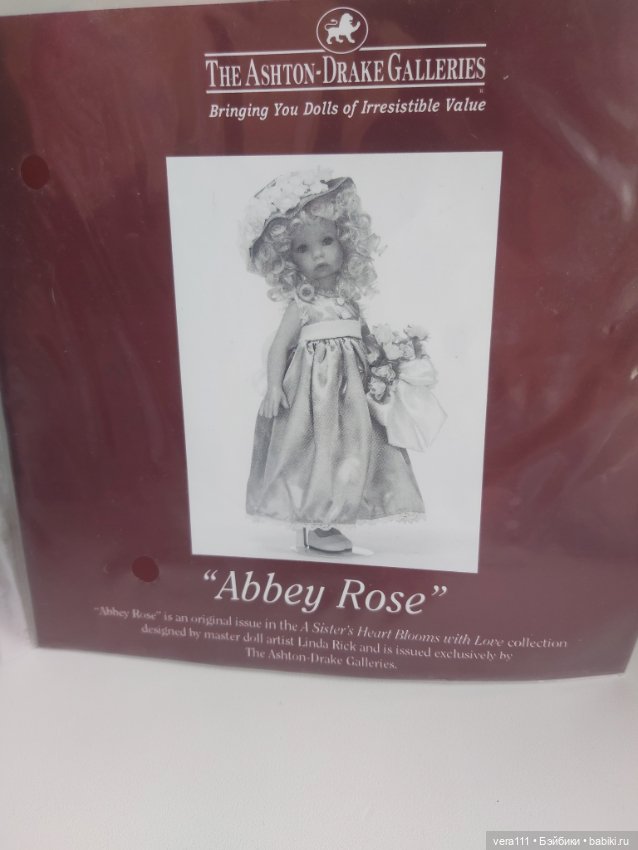 THE ASHTON-DRAKE GALLERIES
Bringing You Dolls of Irresistible Value
"Abbey Rose"
"Abbey Rose" is an original issue in the A Sister's Heart Blooms with Love collection
designed by master doll artist Linda Rick and is issued exclusively by
The Ashton-Drake Galleries.
vera111 • Бэйбики • babiki.ru